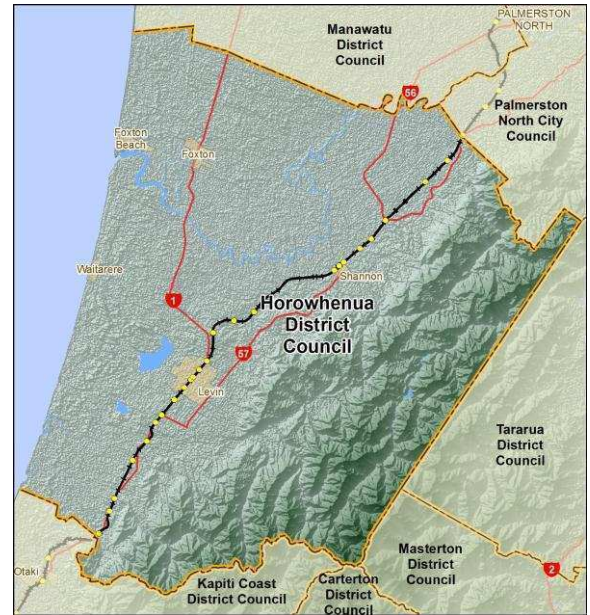 PALMERSTON
NORTH
Manawatu
District
Council
56
Palmerston
North City
Council
Foxton
Beach
Foxton
Waitarere
Shannon
1
Horowhenua
District
Council
57
Levin
Tararua
District
Council
Otaki
Kapiti Coast
District Council
Carterton
District
Council
Masterton
District
Council
2